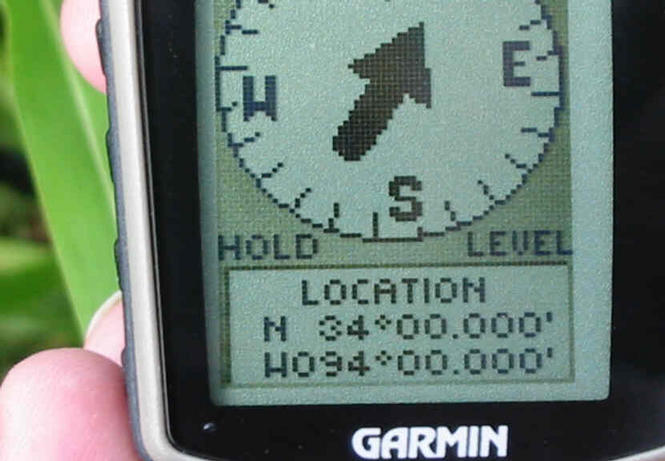 W E
S
HOLD LEVEL
LOCATION
N 34°00.000'
W094°00.000'
GARMIN